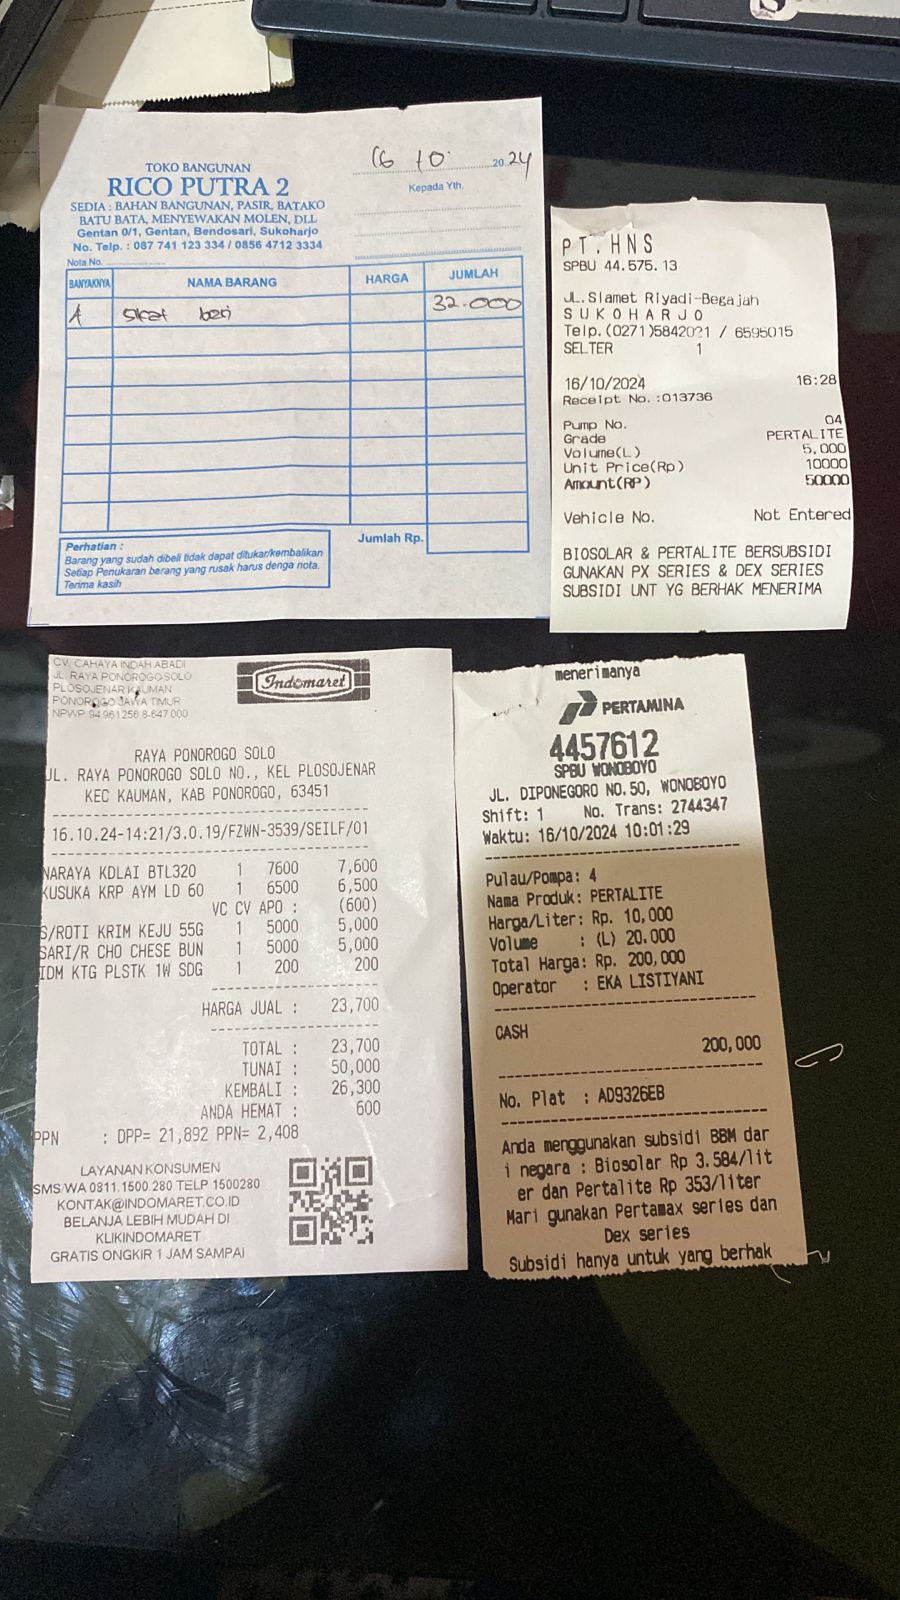 16 10 20 24
TOKO BANGUNAN
RICO PUTRA 2
SEDIA : BAHAN BANGUNAN, PASIR, BATAKO
BATU BATA, MENYEWAKAN MOLEN, DLL
Gentan 0/1, Gentan, Bendosari, Sukoharjo
No. Telp. : 087 741 123 334 / 0856 4712 3334
Kepada Yth.
Nota No.
BANYAKNYA NAMA BARANG HARGA JUMLAH
sikat besi 32.000
Jumlah Rp.
Perhatian :
Barang yang sudah dibeli tidak dapat ditukar/kembalikan
Setiap Penukaran berang yang rusak harus denga nota.
Terima kasih
PT.HNS
SPBU 44.575.13
JL.Slamet Riyadi-Begajah
SUKOHARJO
Telp.(0271)5842021 / 6595015
SELTER 1
16/10/2024 16:28
Receipt No.:013736
Pump No. 04
Grade PERTALITE
Volume(L) 5,000
Unit Price(Rp) 10000
Amount(RP) 50000
Vehicle No. Not Entered
BIOSOLAR & PERTALITE BERSUBSIDI
GUNAKAN PX SERIES & DEX SERIES
SUBSIDI UNT YG BERHAK MENERIMA
CV. CAHAYA INDAH ABADI
JL. RAYA PONOROGO SOLO
PLOSOJENAR KAUMAN
PONOROGO JAWA TIMUR
NPWP 94.961256.8-647.000
Indomaret
RAYA PONOROGO SOLO
JL. RAYA PONOROGO SOLO NO., KEL PLOSOJENAR
KEC KAUMAN, KAB PONOROGO, 63451
16.10.24-14:21/3.0.19/FZWN-3539/SEILF/01
NARAYA KDLAI BTL320 1 7600 7,600
KUSUKA KRP AYM LD 60 1 6500 6,500
VC CV APO : (600)
S/ROTI KRIM KEJU 55G 1 5000 5,000
SARI/R CHO CHESE BUN 1 5000 5,000
IDM KTG PLSTK 1W SDG 1 200 200
HARGA JUAL : 23,700
TOTAL : 23,700
TUNAI : 50,000
KEMBALI : 26,300
ANDA HEMAT : 600
PPN : DPP= 21,892 PPN= 2,408
LAYANAN KONSUMEN
SMS/WA 0811.1500.280 TELP 1500280
KONTAK@INDOMARET.CO.ID
BELANJA LEBIH MUDAH DI
KLIKINDOMARET
GRATIS ONGKIR 1 JAM SAMPAI
menerimanya
PERTAMINA
4457612
SPBU WONOBOYO
JL. DIPONEGORO NO.50, WONOBOYO
Shift: 1 No. Trans: 2744347
Waktu: 16/10/2024 10:01:29
Pulau/Pompa: 4
Nama Produk: PERTALITE
Harga/Liter: Rp. 10,000
Volume : (L) 20.000
Total Harga: Rp. 200,000
Operator : EKA LISTIYANI
CASH
200,000
No. Plat : AD9326EB
Anda menggunakan subsidi BBM dar
i negara : Biosolar Rp 3.584/lit
er dan Pertalite Rp 353/liter
Mari gunakan Pertamax series dan
Dex series
Subsidi hanya untuk yang berhak